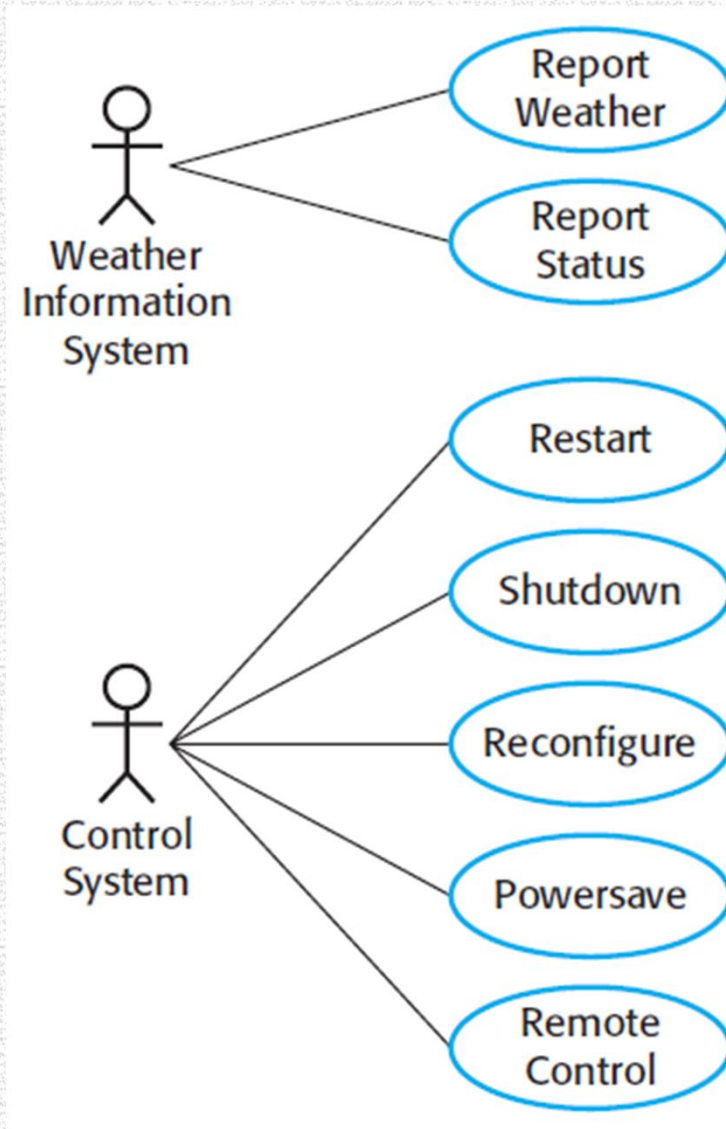 Report
Weather
Report
Status
Weather
Information
System
Restart
Shutdown
Reconfigure
Powersave
Remote
Control
Control
System